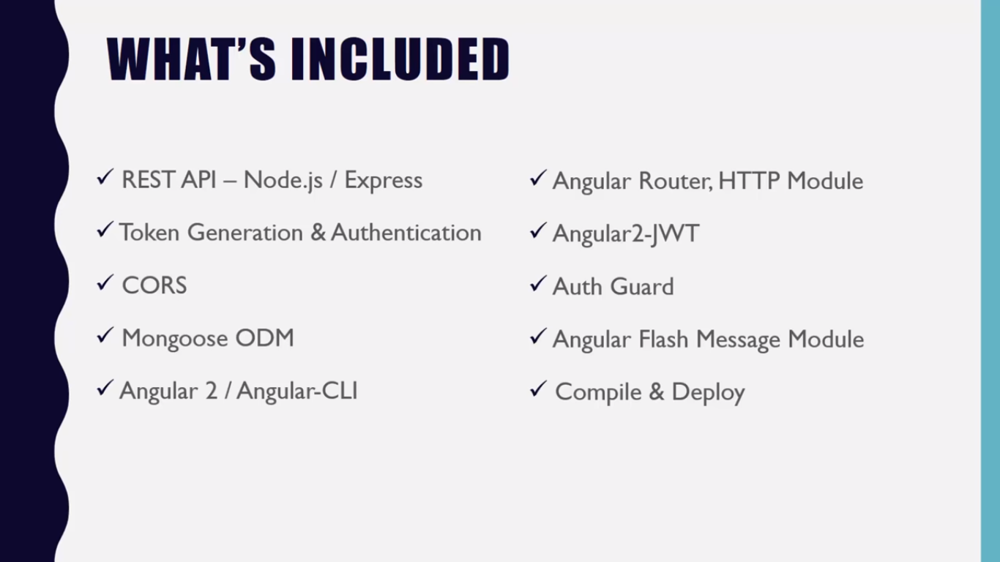 WHAT'S INCLUDED
✓ REST API – Node.js / Express
✓ Token Generation & Authentication
✓ CORS
✓ Mongoose ODM
✓ Angular 2 / Angular-CLI
✓ Angular Router, HTTP Module
✓ Angular2-JWT
✓ Auth Guard
✓ Angular Flash Message Module
✓ Compile & Deploy